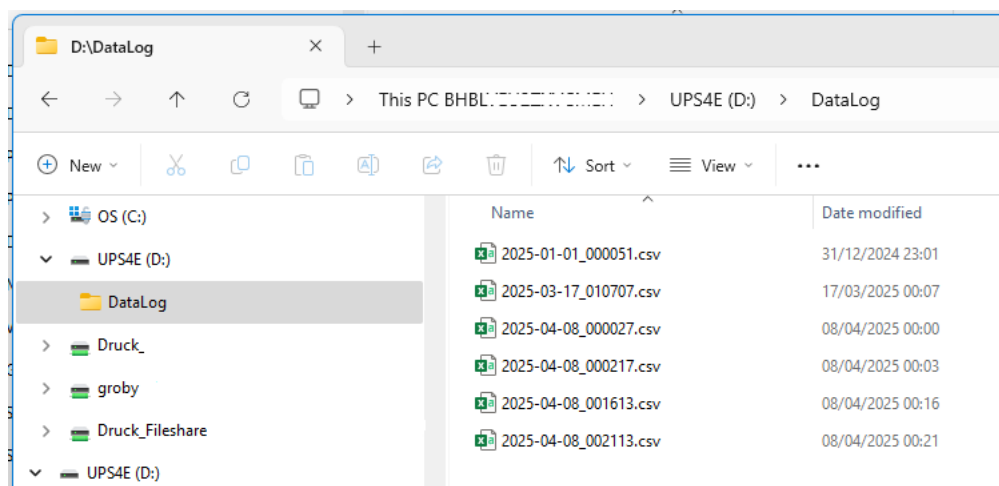 D:\DataLog
This PC BHBL > UPS4E (D:) > DataLog
New Sort View
OS (C:)
UPS4E (D:)
DataLog
Druck_
groby
Druck_Fileshare
UPS4E (D:)
Name Date modified
2025-01-01_000051.csv 31/12/2024 23:01
2025-03-17_010707.csv 17/03/2025 00:07
2025-04-08_000027.csv 08/04/2025 00:00
2025-04-08_000217.csv 08/04/2025 00:03
2025-04-08_001613.csv 08/04/2025 00:16
2025-04-08_002113.csv 08/04/2025 00:21